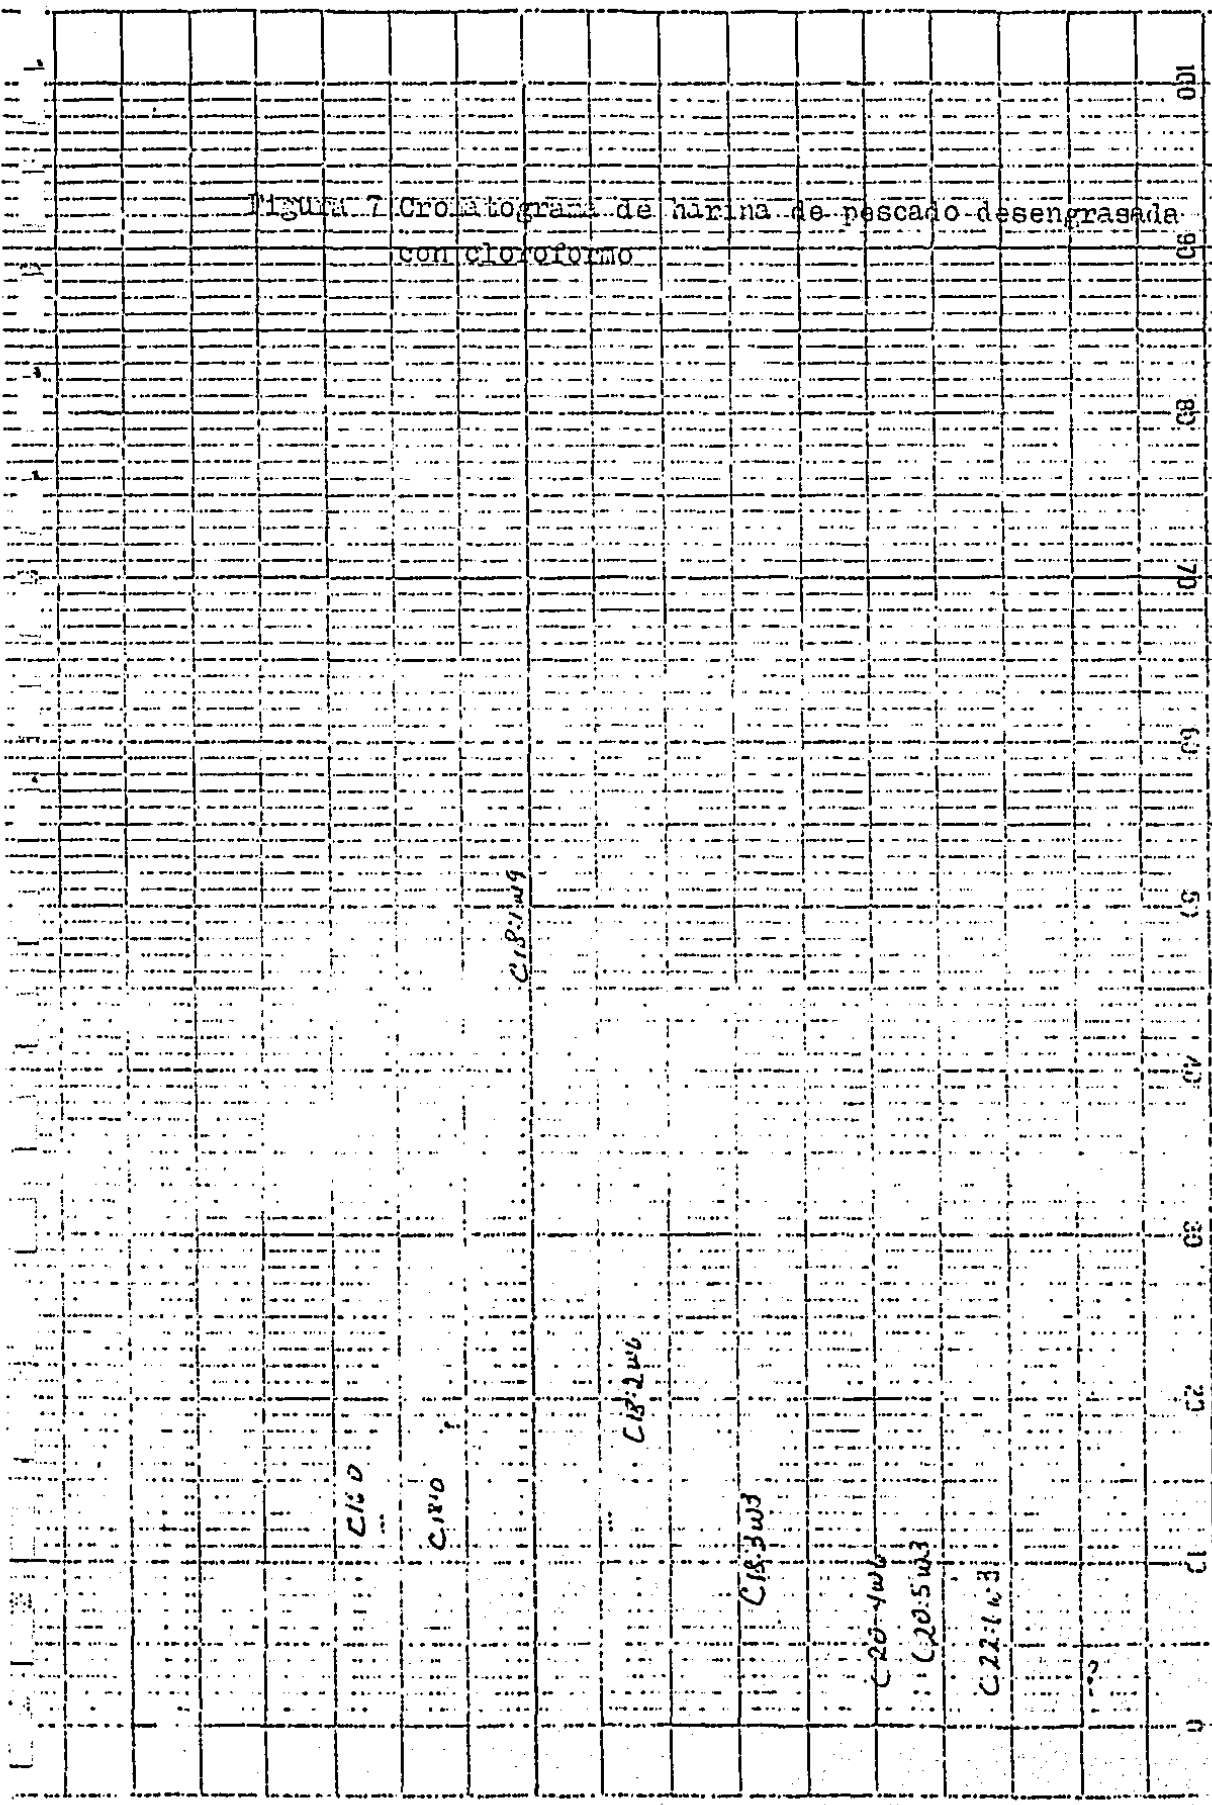 Figura 7 Cromatograma de harina de pescado desengrasada
con cloroformo
100
90
80
70
60
50
40
30
20
0
C18:1ω9
C18:2ω6
C16:0
C18:0
?
C18:3ω3
C20:4ω6
C20:5ω3
C22:6ω3
?